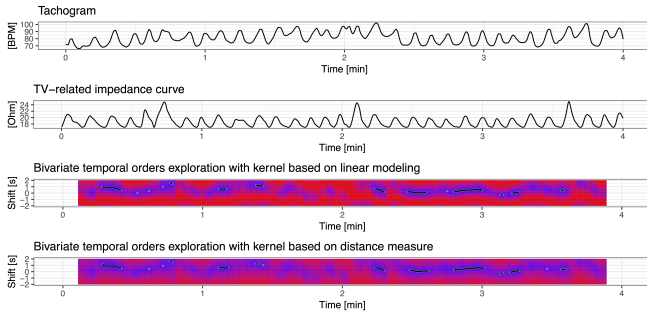 Tachogram
[BPM]
100
90
80
70
0 1 2 3 4
Time [min]
TV-related impedance curve
[Ohm]
24
22
20
18
0 1 2 3 4
Time [min]
Bivariate temporal orders exploration with kernel based on linear modeling
Shift [s]
2
1
0
−1
−2
0 1 2 3 4
Time [min]
Bivariate temporal orders exploration with kernel based on distance measure
Shift [s]
2
1
0
−1
−2
0 1 2 3 4
Time [min]